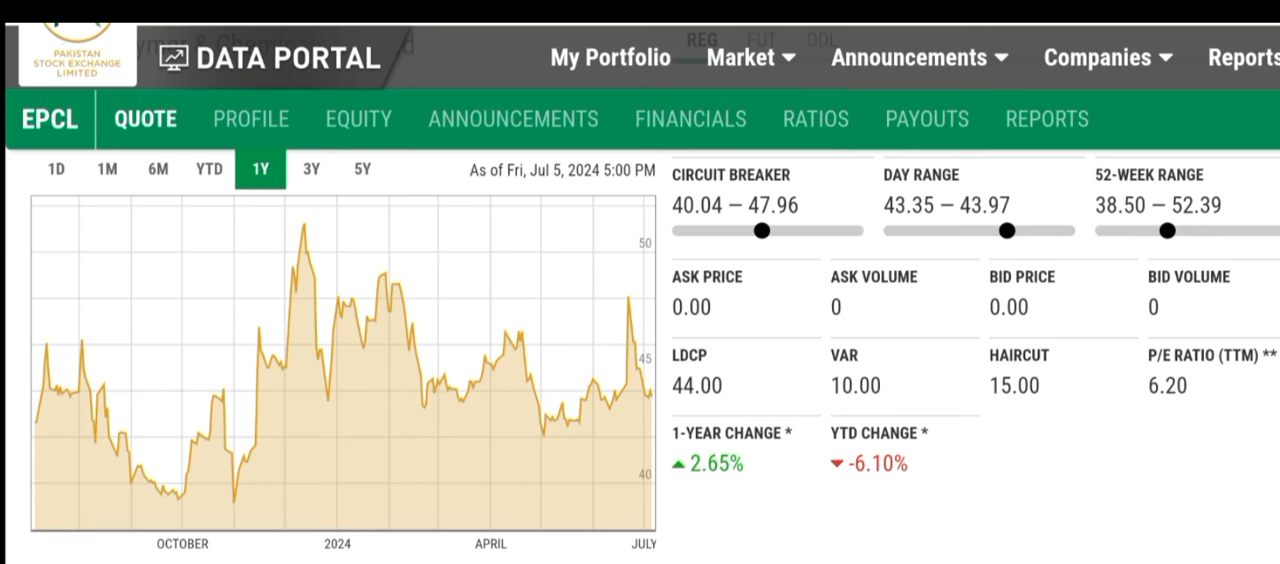 PAKISTAN
STOCK EXCHANGE
LIMITED
DATA PORTAL
REG FUT ODL
My Portfolio Market Announcements Companies Reports
EPCL QUOTE PROFILE EQUITY ANNOUNCEMENTS FINANCIALS RATIOS PAYOUTS REPORTS
1D 1M 6M YTD 1Y 3Y 5Y As of Fri, Jul 5, 2024 5:00 PM
50
45
40
OCTOBER 2024 APRIL JULY
CIRCUIT BREAKER DAY RANGE 52-WEEK RANGE
40.04 — 47.96 43.35 — 43.97 38.50 — 52.39
ASK PRICE ASK VOLUME BID PRICE BID VOLUME
0.00 0 0.00 0
LDCP VAR HAIRCUT P/E RATIO (TTM) **
44.00 10.00 15.00 6.20
1-YEAR CHANGE * YTD CHANGE *
2.65% -6.10%